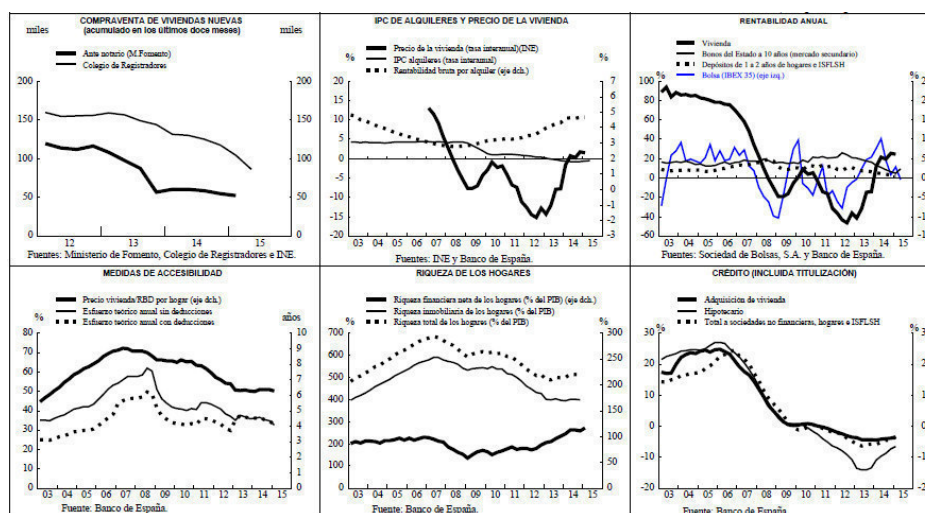 COMPRAVENTA DE VIVIENDAS NUEVAS
(acumulado en los últimos doce meses)
miles
miles
Ante notario (M.Fomento)
Colegio de Registradores
200
150
100
50
0
200
150
100
50
0
12
13
14
15
Fuentes: Ministerio de Fomento, Colegio de Registradores e INE.
IPC DE ALQUILERES Y PRECIO DE LA VIVIENDA
%
%
Precio de la vivienda (tasa interanual)(INE)
IPC alquileres (tasa interanual)
Rentabilidad bruta por alquiler (eje dch.)
20
15
10
5
0
-5
-10
-15
-20
7
6
5
4
3
2
1
0
-1
-2
-3
03 04 05 06 07 08 09 10 11 12 13 14 15
Fuentes: INE y Banco de España.
RENTABILIDAD ANUAL
Vivienda
Bonos del Estado a 10 años (mercado secundario)
Depósitos de 1 a 2 años de hogares e ISFLSH
Bolsa (IBEX 35) (eje izq.)
%
%
100
80
60
40
20
0
-20
-40
-60
03 04 05 06 07 08 09 10 11 12 13 14 15
Fuentes: Sociedad de Bolsas, S.A. y Banco de España.
MEDIDAS DE ACCESIBILIDAD
Precio vivienda/RBD por hogar (eje dch.)
Esfuerzo teórico anual sin deducciones
Esfuerzo teórico anual con deducciones
%
años
80
70
60
50
40
30
20
10
0
10
9
8
7
6
5
4
3
2
1
0
03 04 05 06 07 08 09 10 11 12 13 14 15
Fuente: Banco de España.
RIQUEZA DE LOS HOGARES
Riqueza financiera neta de los hogares (% del PIB) (eje dch.)
Riqueza inmobiliaria de los hogares (% del PIB)
Riqueza total de los hogares (% del PIB)
%
%
700
600
500
400
300
200
100
0
300
250
200
150
100
50
0
03 04 05 06 07 08 09 10 11 12 13 14 15
Fuente: Banco de España.
CRÉDITO (INCLUIDA TITULIZACIÓN)
Adquisicion de vivienda
Hipotecario
Total a sociedades no financieras, hogares e ISFLSH
%
%
30
20
10
0
-10
-20
03 04 05 06 07 08 09 10 11 12 13 14 15
Fuente: Banco de España.